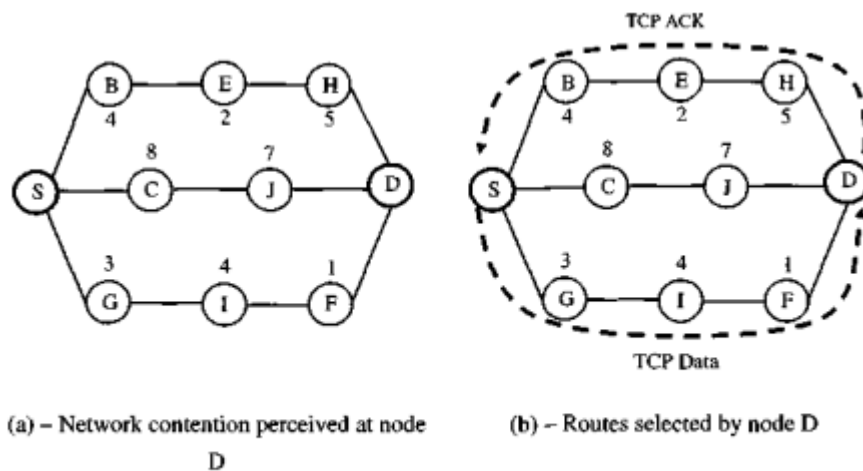 TCP ACK
B E H
4 2 5
8 7
S C J D
3 4 1
G I F
B E H
4 2 5
8 7
S C J D
3 4 1
G I F
TCP Data
(a) – Network contention perceived at node
D
(b) – Routes selected by node D